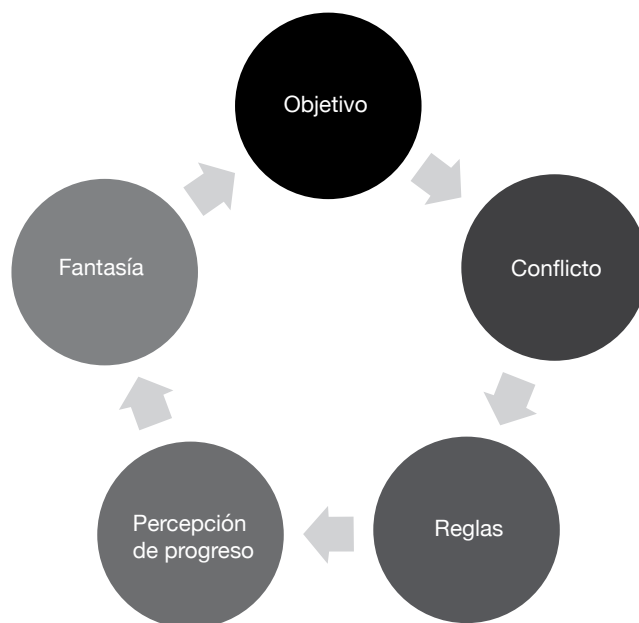 Objetivo
Conflicto
Reglas
Percepción
de progreso
Fantasía